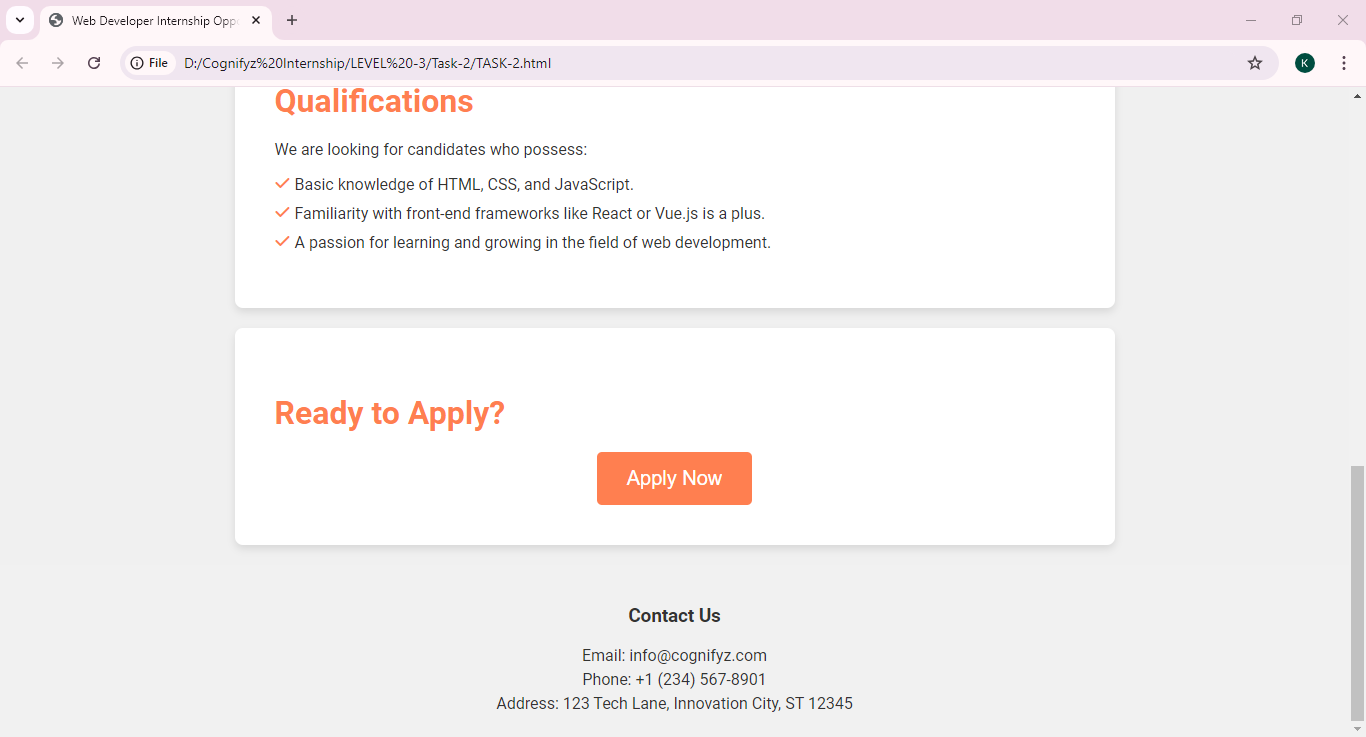 Web Developer Internship Oppo
File
D:/Cognifyz%20Internship/LEVEL%20-3/Task-2/TASK-2.html
K
Qualifications
We are looking for candidates who possess:
Basic knowledge of HTML, CSS, and JavaScript.
Familiarity with front-end frameworks like React or Vue.js is a plus.
A passion for learning and growing in the field of web development.
Ready to Apply?
Apply Now
Contact Us
Email: info@cognifyz.com
Phone: +1 (234) 567-8901
Address: 123 Tech Lane, Innovation City, ST 12345